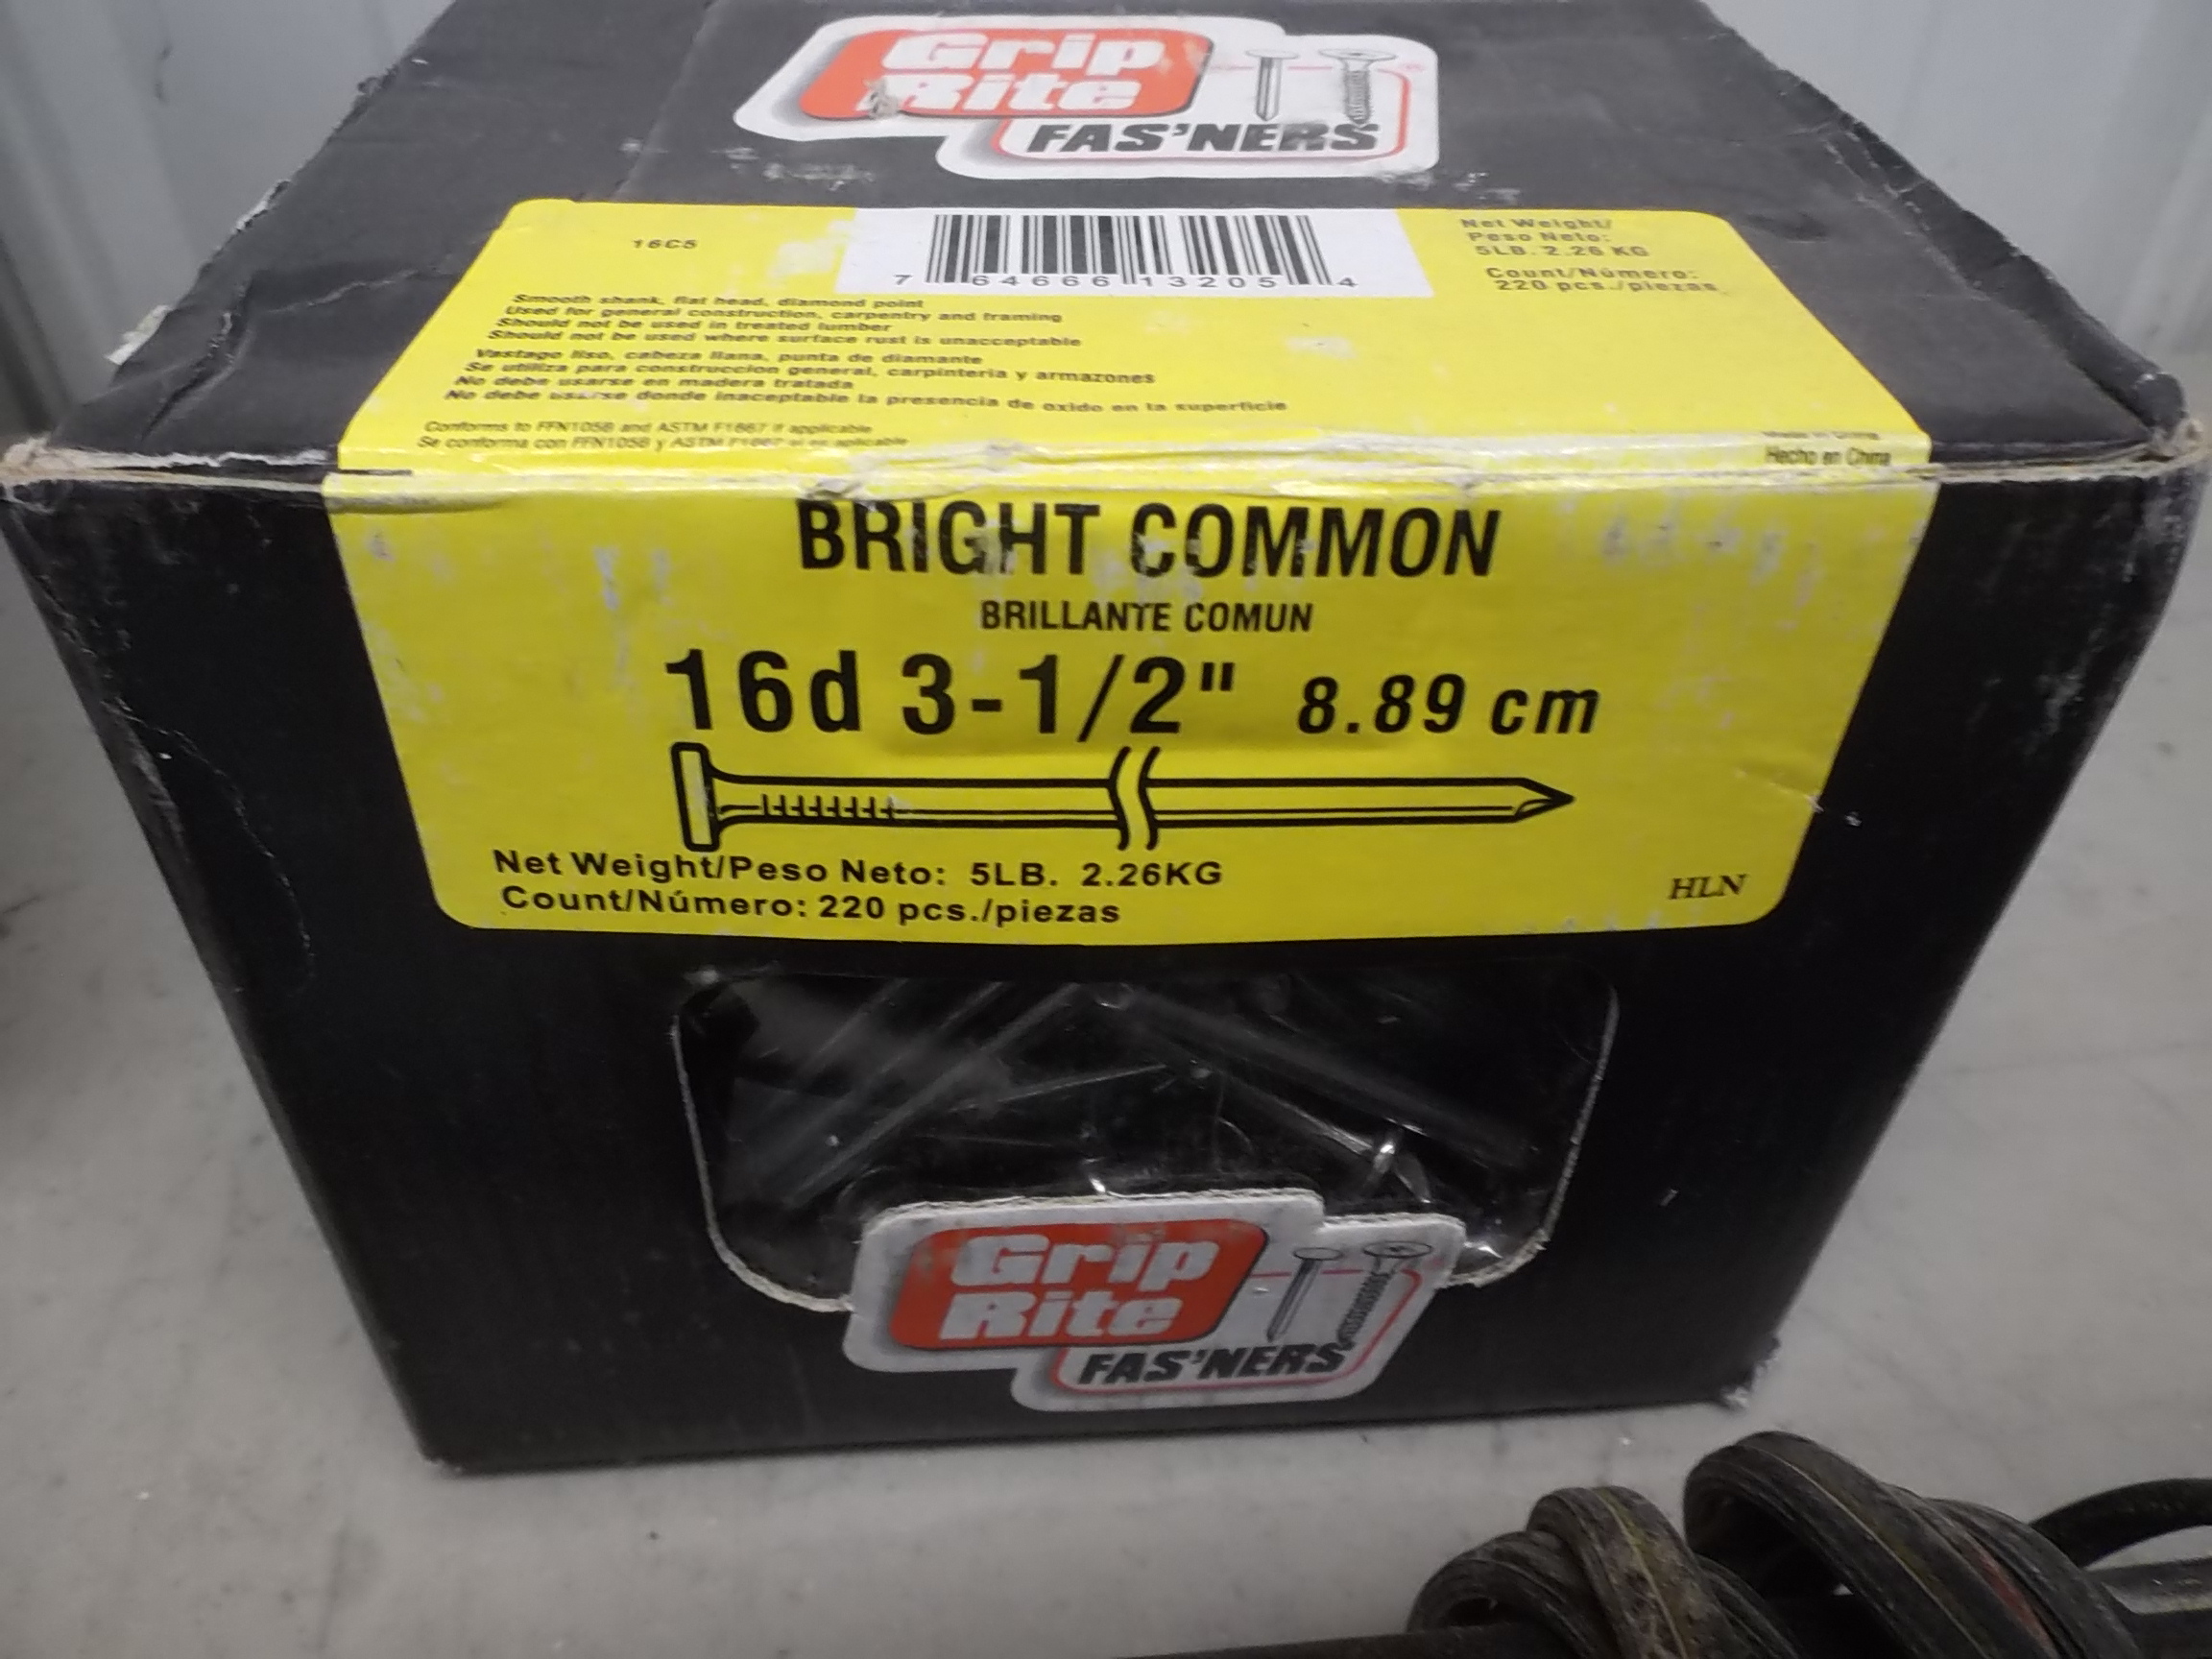 Grip
Rite
FAS'NERS
16C5
7 64666 13205 4
Net Weight/
Peso Neto:
5LB. 2.26 KG
Count/Número:
220 pcs./piezas
Smooth shank, flat head, diamond point
Used for general construction, carpentry and framing
Should not be used in treated lumber
Should not be used where surface rust is unacceptable
Vastago liso, cabeza llana, punta de diamante
Se utiliza para construccion general, carpinteria y armazones
No debe usarse en madera tratada
No debe usarse donde inaceptable la presencia de oxido en la superficie
Conforms to FFN105B and ASTM F1667 if applicable
Se conforma con FFN105B y ASTM F1667 si es aplicable
Made in China
Hecho en China
BRIGHT COMMON
BRILLANTE COMUN
16d 3-1/2" 8.89 cm
Net Weight/Peso Neto: 5LB. 2.26KG
Count/Número: 220 pcs./piezas
HLN
Grip
Rite
FAS'NERS